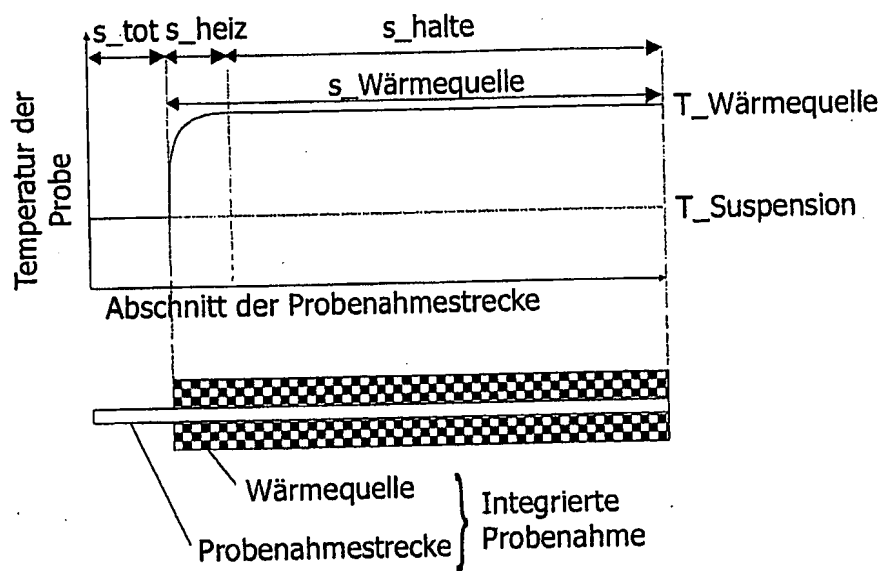 s_tot s_heiz s_halte
s_Wärmequelle
T_Wärmequelle
Temperatur der
Probe
T_Suspension
Abschnitt der Probenahmestrecke
Wärmequelle
Probenahmestrecke
Integrierte
Probenahme